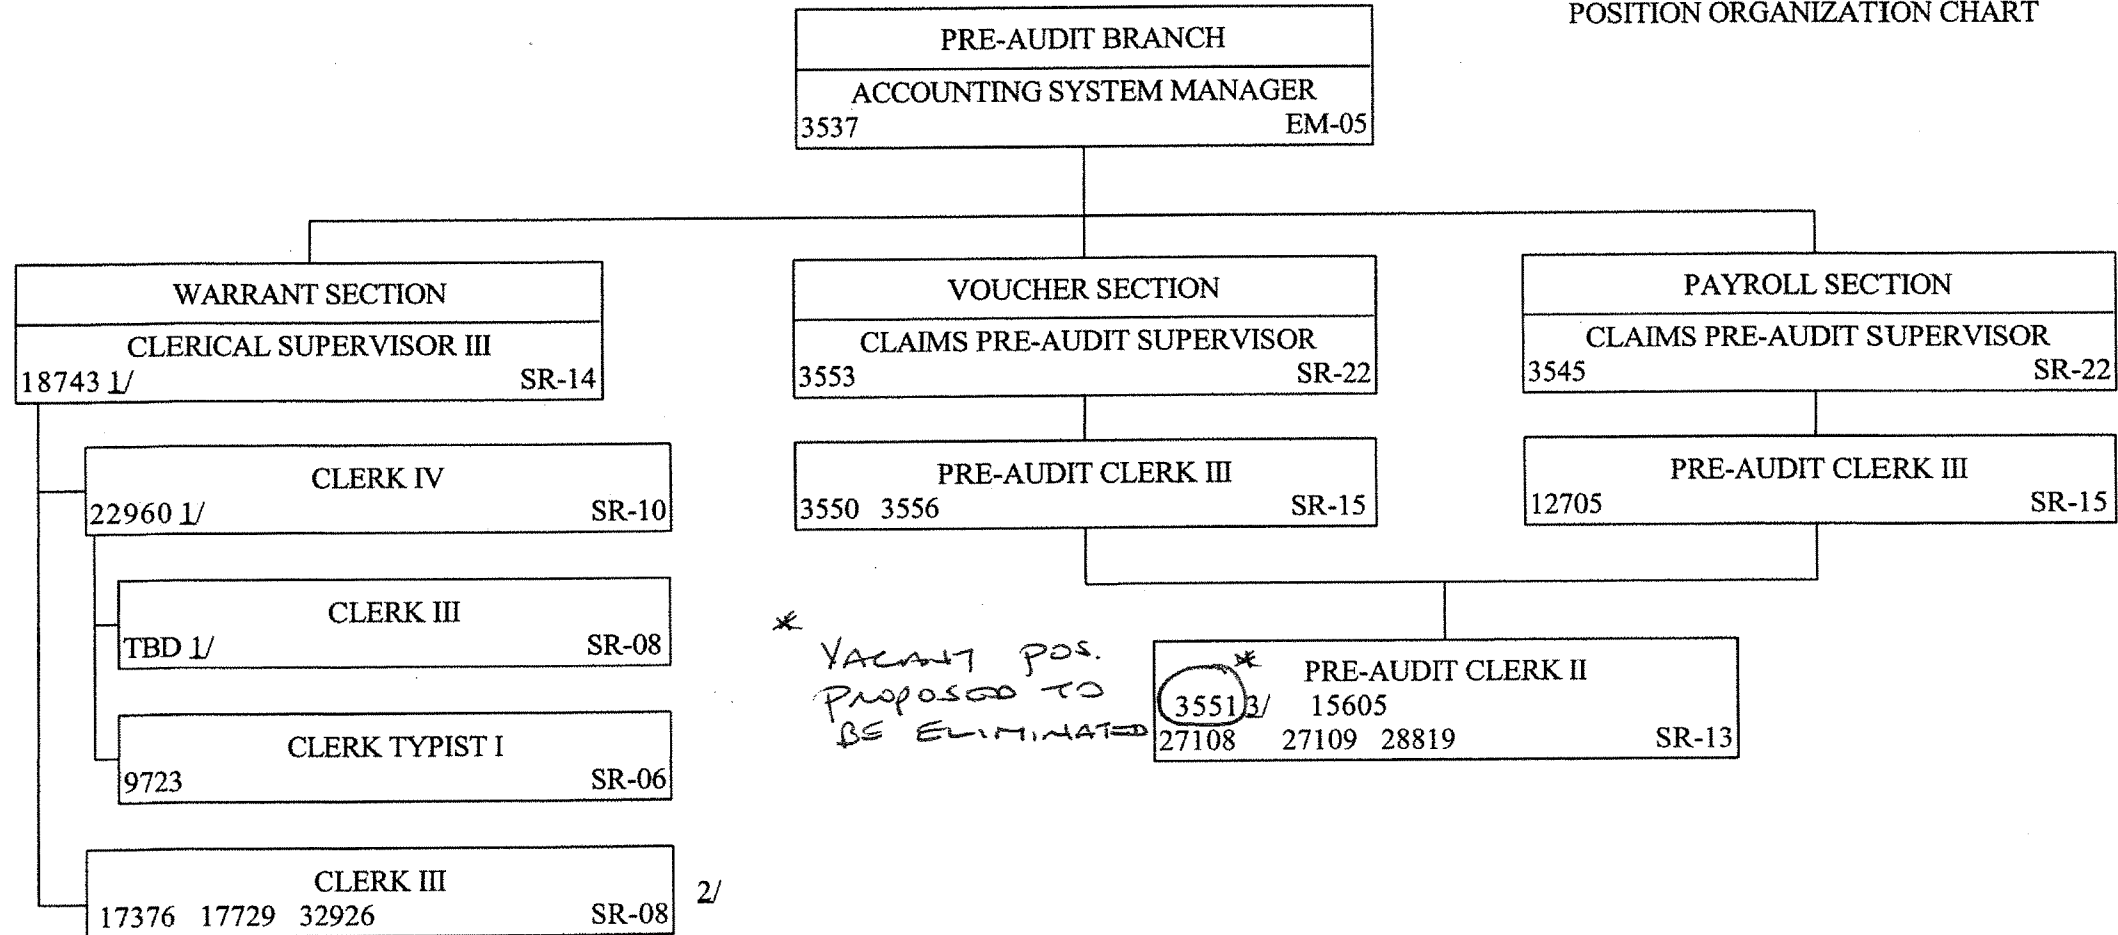 POSITION ORGANIZATION CHART
PRE-AUDIT BRANCH
ACCOUNTING SYSTEM MANAGER
3537 EM-05
WARRANT SECTION
CLERICAL SUPERVISOR III
18743 1/ SR-14
VOUCHER SECTION
CLAIMS PRE-AUDIT SUPERVISOR
3553 SR-22
PAYROLL SECTION
CLAIMS PRE-AUDIT SUPERVISOR
3545 SR-22
CLERK IV
22960 1/ SR-10
PRE-AUDIT CLERK III
3550 3556 SR-15
PRE-AUDIT CLERK III
12705 SR-15
CLERK III
TBD 1/ SR-08
CLERK TYPIST I
9723 SR-06
CLERK III
17376 17729 32926 SR-08
2/
*
VACANT POS.
PROPOSED TO
BE ELIMINATED
* PRE-AUDIT CLERK II
3551 3/ 15605
27108 27109 28819 SR-13